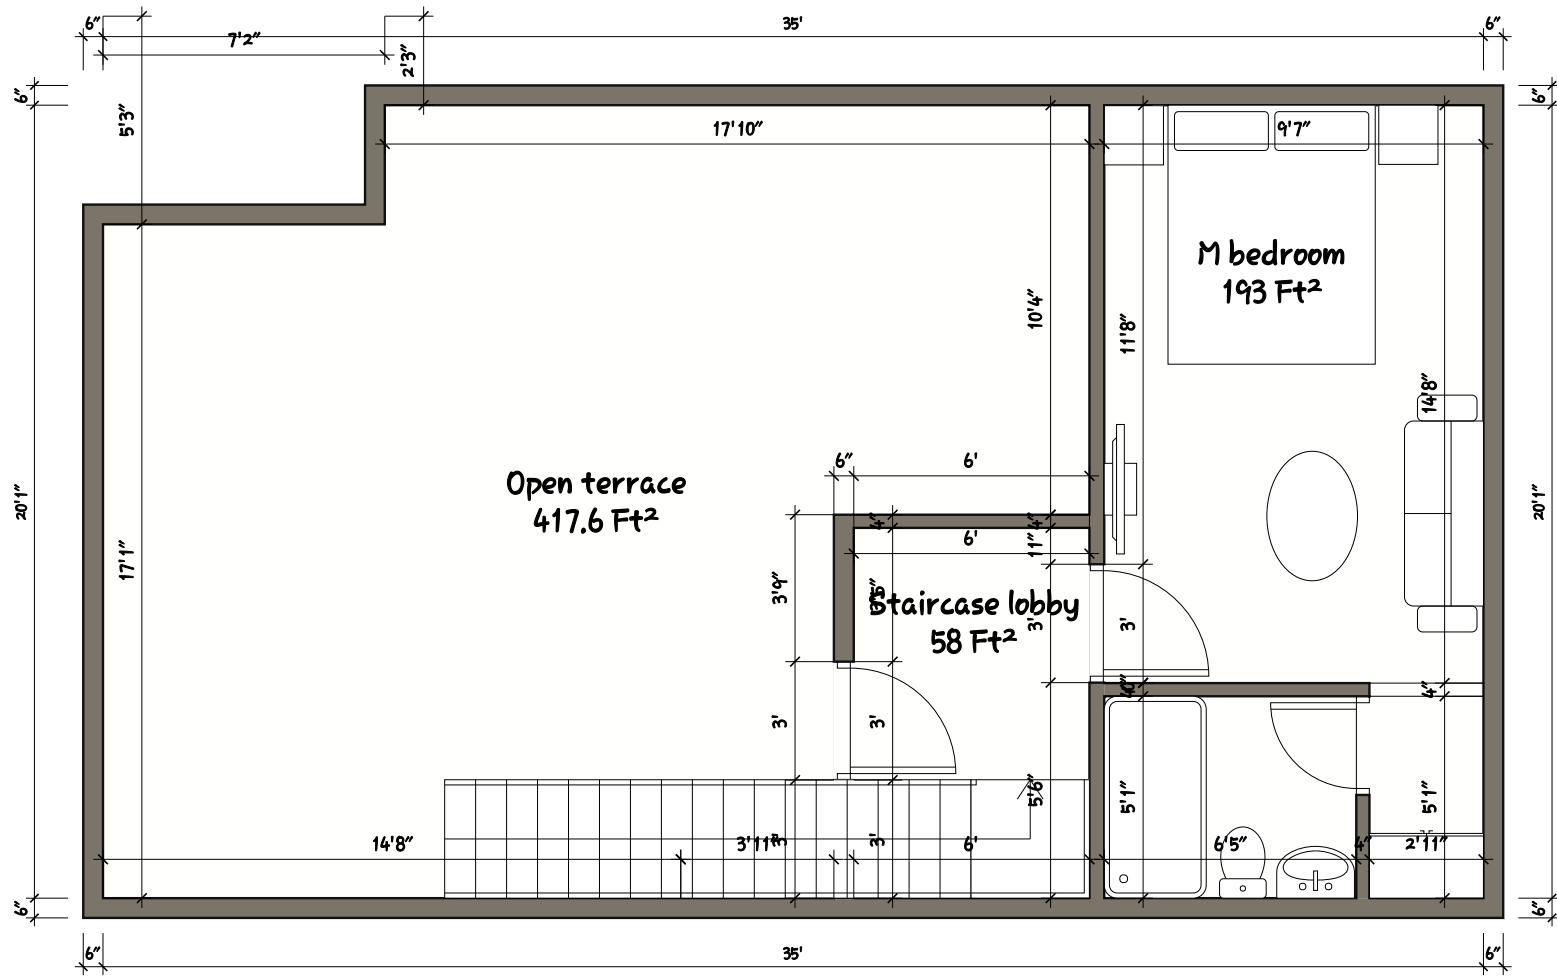 6" 35' 6"
7'2"
2'3"
6" 5'3" 6"
17'10" 9'7"
M bedroom
193 Ft²
10'4" 11'8"
14'8"
6" 6'
Open terrace
417.6 Ft²
20'1" 20'1"
4" 4"
6' 11"
17'1"
3'9"
Staircase lobby
58 Ft²
3' 3'
4"
3' 3'
5'6" 5'1" 5'1"
14'8" 3'11" 3' 3' 6' 6'5" 4" 2'11"
6" 6"
6" 35' 6"